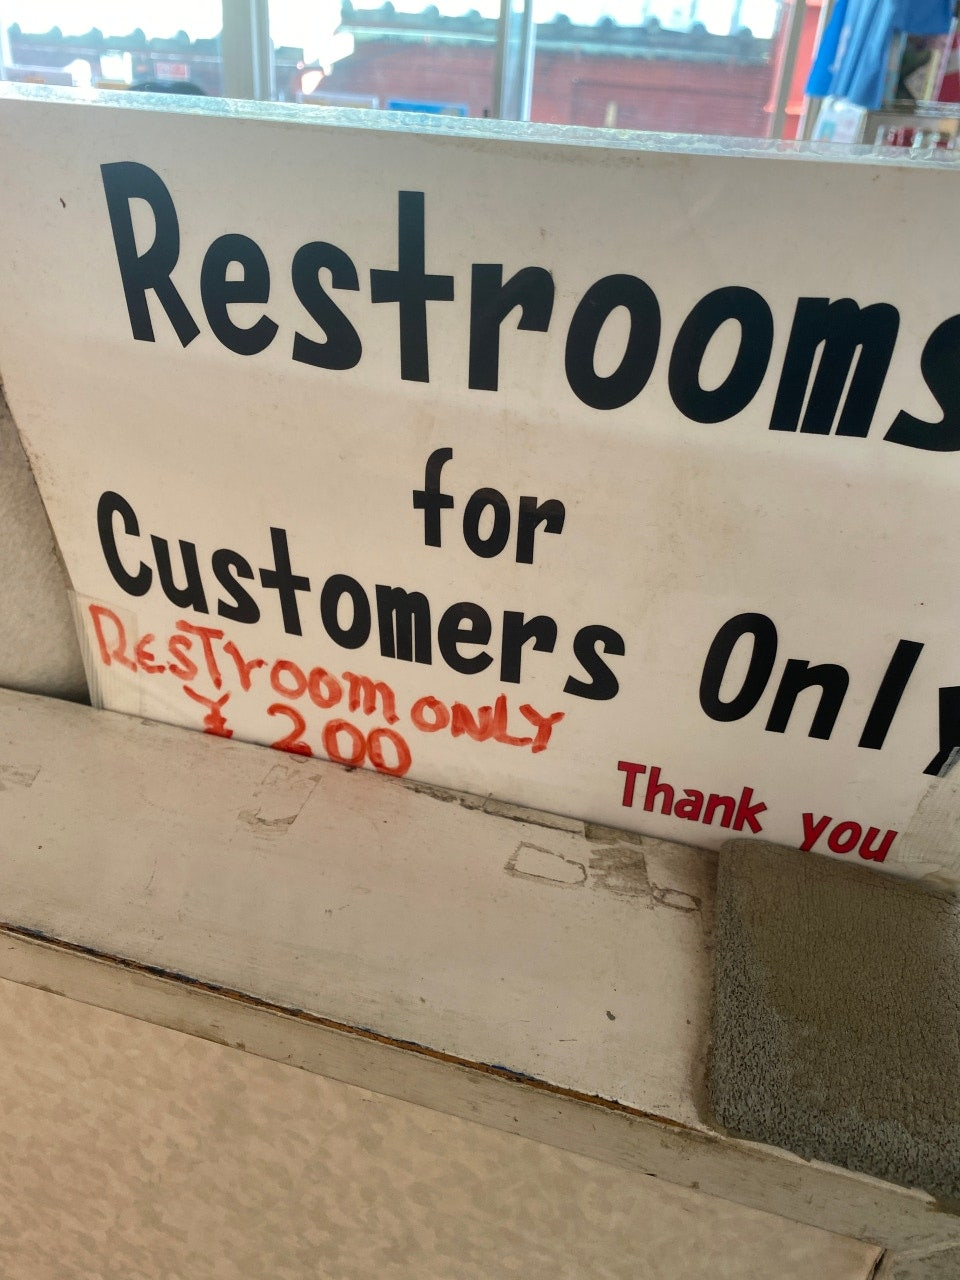 Restrooms
for
Customers Only
RESTroom ONLY
¥ 200
Thank you